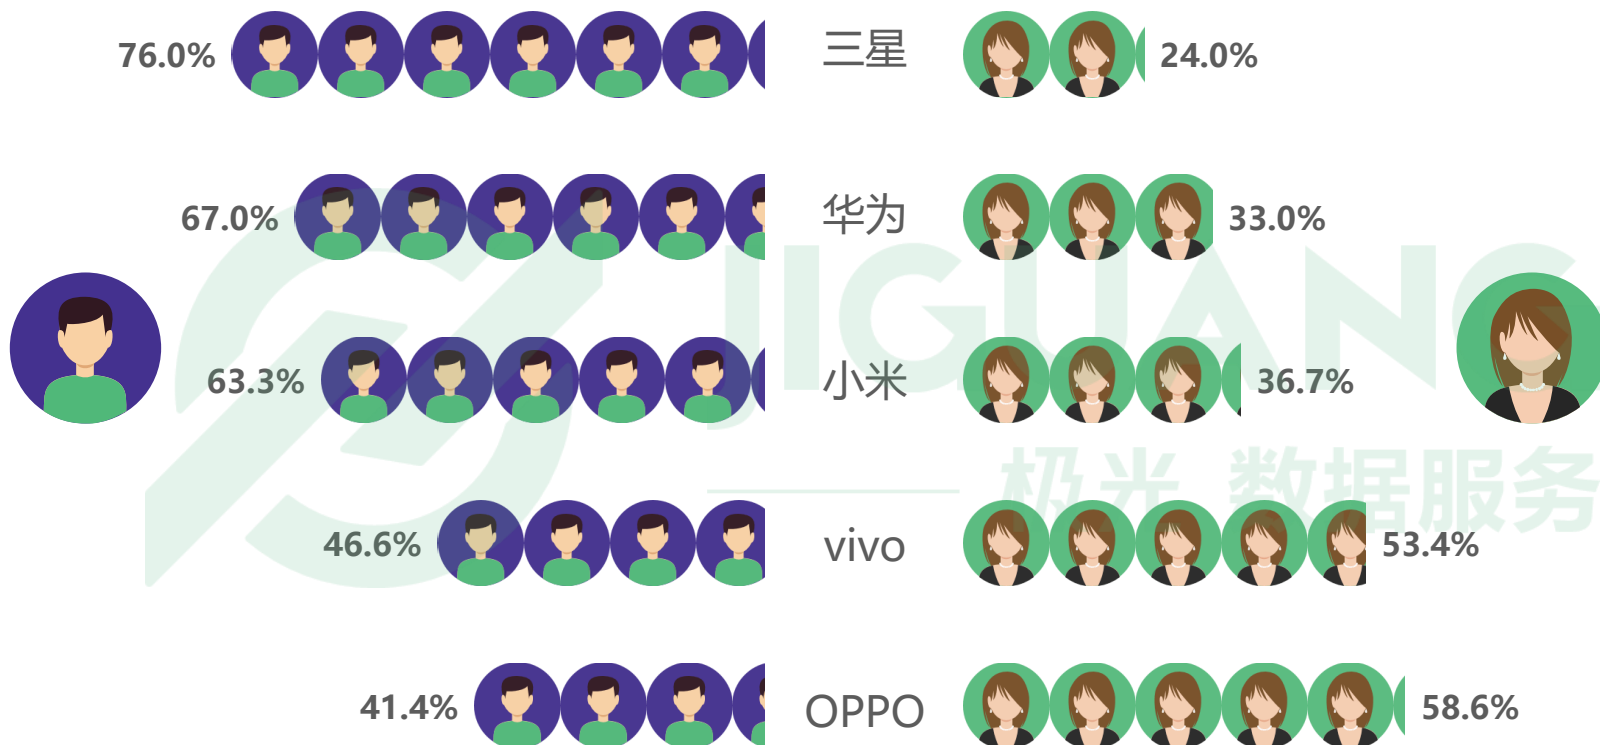 76.0% 三星 24.0%
67.0% 华为 33.0%
JIGUANG
63.3% 小米 36.7%
极光 数据服务
46.6% vivo 53.4%
41.4% OPPO 58.6%